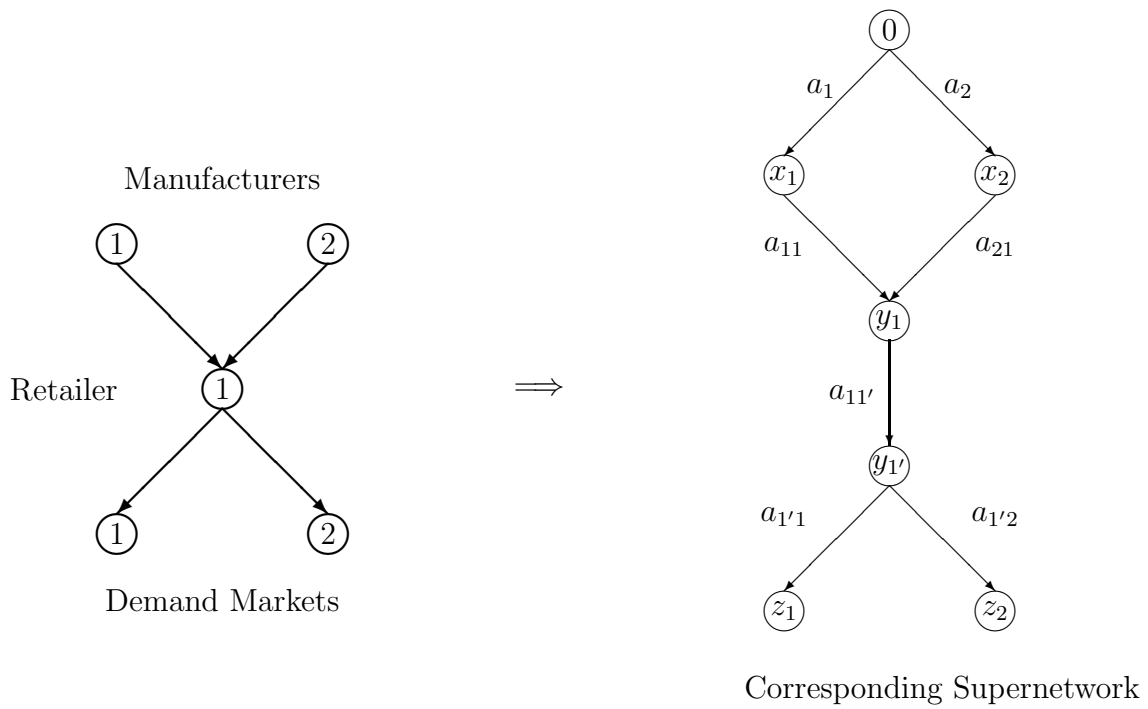 Manufacturers
1 2
Retailer 1
1 2
Demand Markets
⟹
0
a₁ a₂
x₁ x₂
a₁₁ a₂₁
y₁
a₁₁′
y₁′
a₁′₁ a₁′₂
z₁ z₂
Corresponding Supernetwork